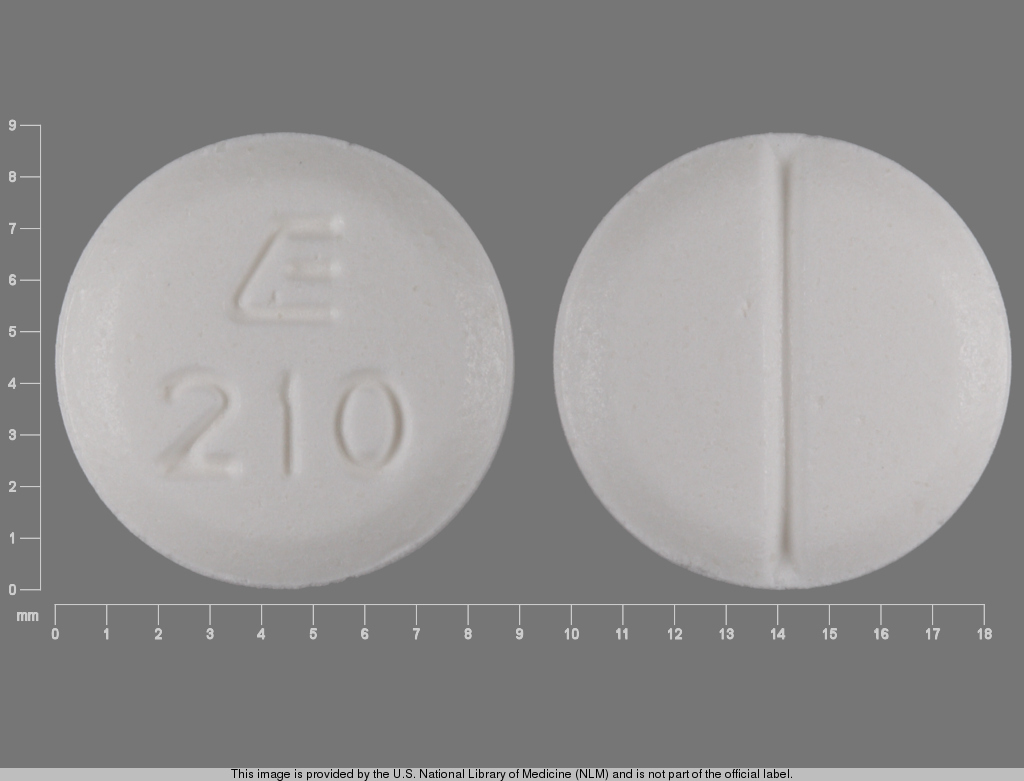 E
210
9
8
7
6
5
4
3
2
1
0
mm
0 1 2 3 4 5 6 7 8 9 10 11 12 13 14 15 16 17 18
This image is provided by the U.S. National Library of Medicine (NLM) and is not part of the official label.